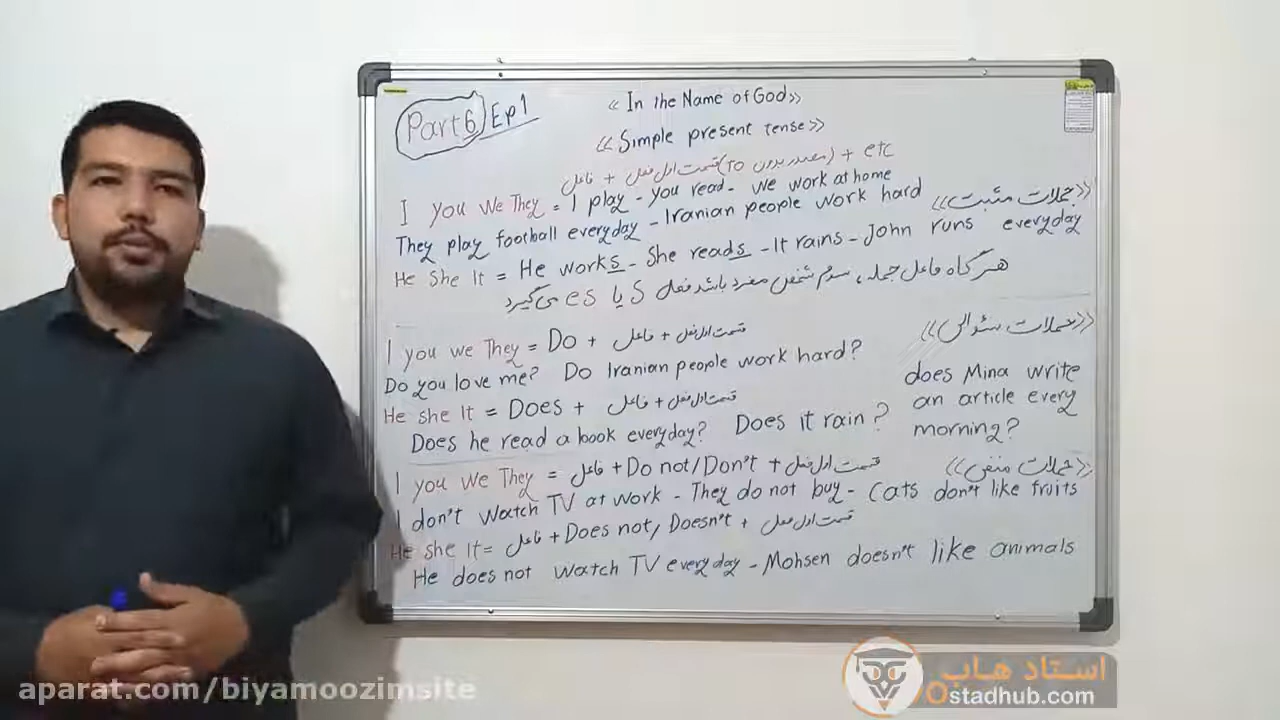 Part 6 Ep 1
« In the Name of God »
« Simple present tense »
فاعل + قسمت اول فعل (مصدر بدون To) + etc
I you We They = I play - you read - we work at home
«جملات مثبت»
They play football everyday - Iranian people work hard
He She It = He works - She reads - It rains - John runs everyday
هر گاه فاعل جمله، سوم شخص مفرد باشد فعل S یا es می گیرد
«جملات سئوالی»
I you we They = Do + فاعل + قسمت اول فعل
Do you love me? Do Iranian people work hard?
He she It = Does + فاعل + قسمت اول فعل
Does he read a book everyday? Does it rain?
does Mina write
an article every
morning?
«جملات منفی»
I you We They = فاعل + Do not/Don't + قسمت اول فعل
I don't watch TV at work - They do not buy - Cats don't like fruits
He she It = فاعل + Does not/Doesn't + قسمت اول فعل
He does not watch TV everyday - Mohsen doesn't like animals
aparat.com/biyamoozimsite
استاد هاب
Ostadhub.com